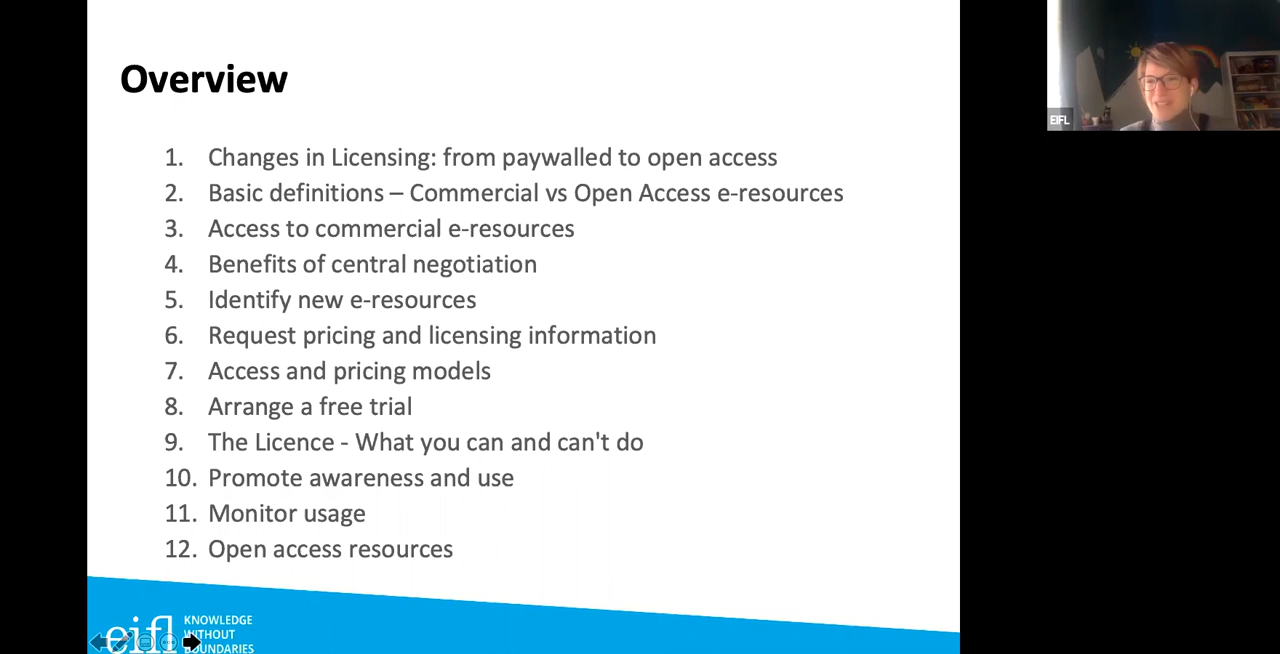 Overview
1. Changes in Licensing: from paywalled to open access
2. Basic definitions – Commercial vs Open Access e-resources
3. Access to commercial e-resources
4. Benefits of central negotiation
5. Identify new e-resources
6. Request pricing and licensing information
7. Access and pricing models
8. Arrange a free trial
9. The Licence - What you can and can't do
10. Promote awareness and use
11. Monitor usage
12. Open access resources
eifl
KNOWLEDGE
WITHOUT
BOUNDARIES
EIFL